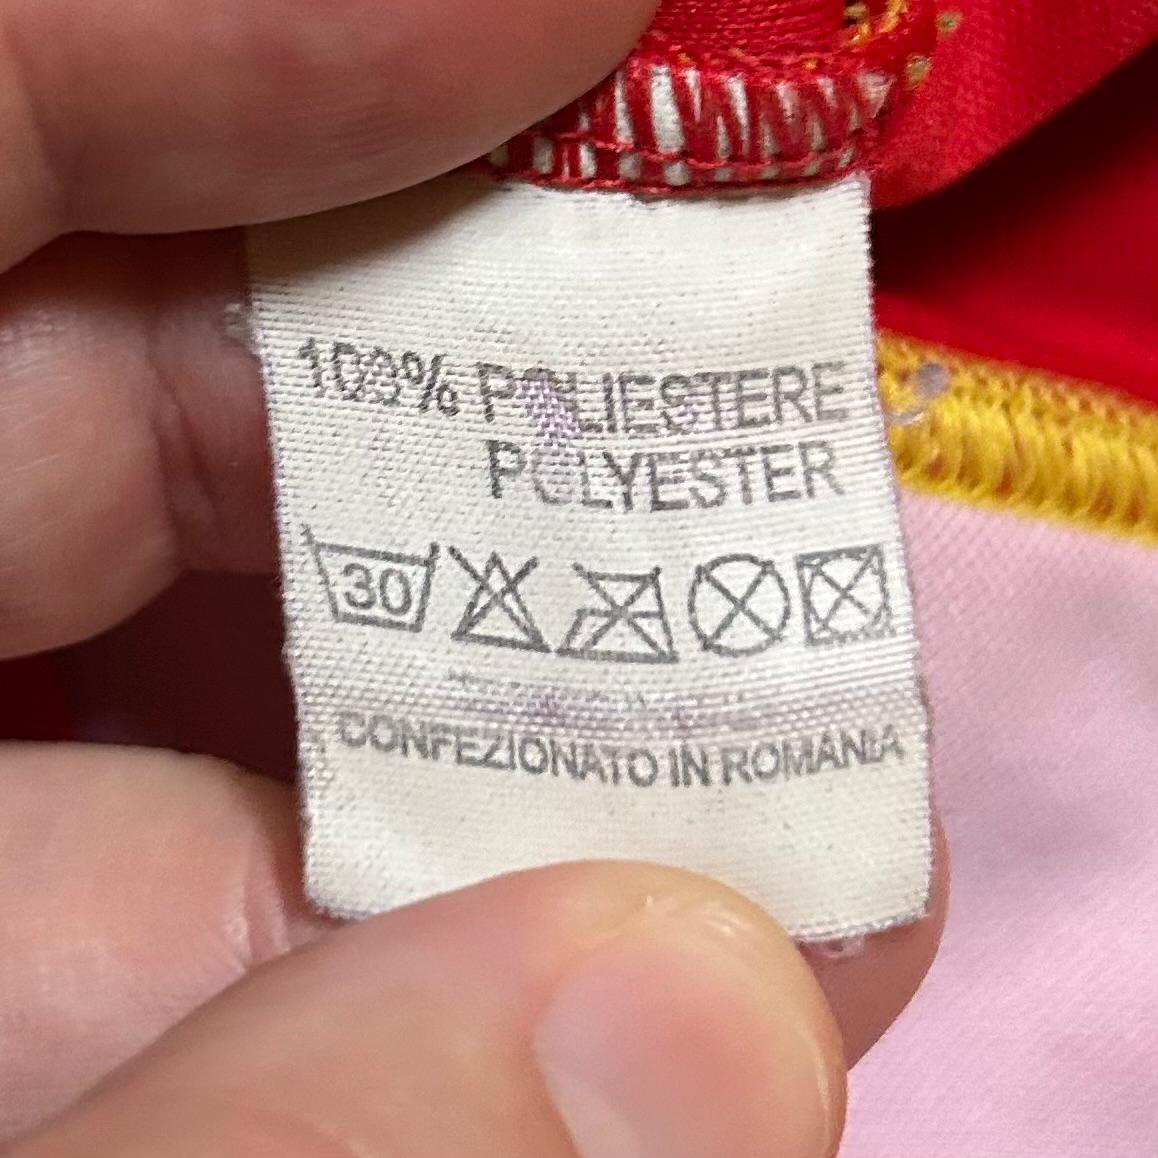 100% POLIESTERE
POLYESTER
30
CONFEZIONATO IN ROMANIA